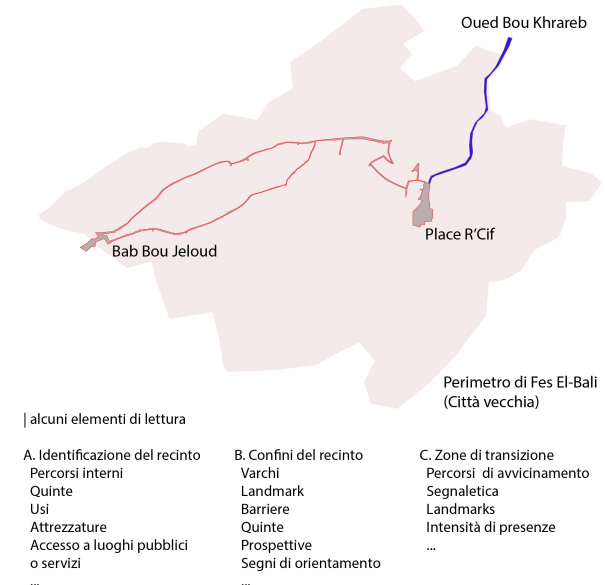 Oued Bou Khrareb
Bab Bou Jeloud
Place R'Cif
Perimetro di Fes El-Bali
(Città vecchia)
| alcuni elementi di lettura
A. Identificazione del recinto
Percorsi interni
Quinte
Usi
Attrezzature
Accesso a luoghi pubblici
o servizi
...
B. Confini del recinto
Varchi
Landmark
Barriere
Quinte
Prospettive
Segni di orientamento
...
C. Zone di transizione
Percorsi  di avvicinamento
Segnaletica
Landmarks
Intensità di presenze
...